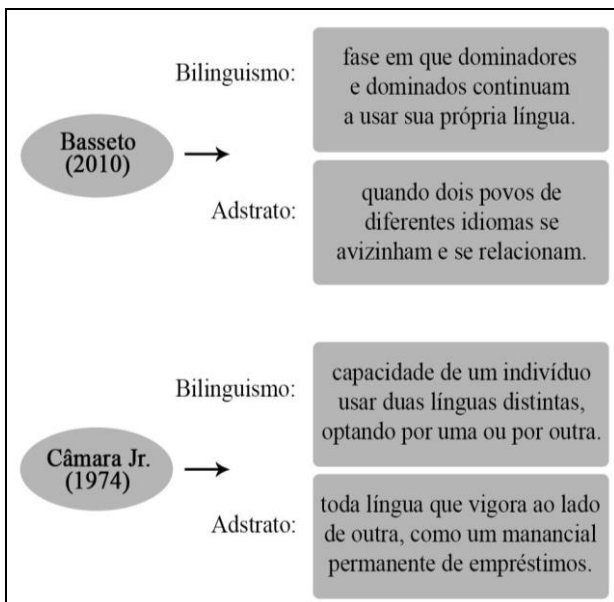 Bilinguismo:
fase em que dominadores
e dominados continuam
a usar sua própria língua.
Basseto
(2010)
Adstrato:
quando dois povos de
diferentes idiomas se
avizinham e se relacionam.
Bilinguismo:
capacidade de um indivíduo
usar duas línguas distintas,
optando por uma ou por outra.
Câmara Jr.
(1974)
Adstrato:
toda língua que vigora ao lado
de outra, como um manancial
permanente de empréstimos.